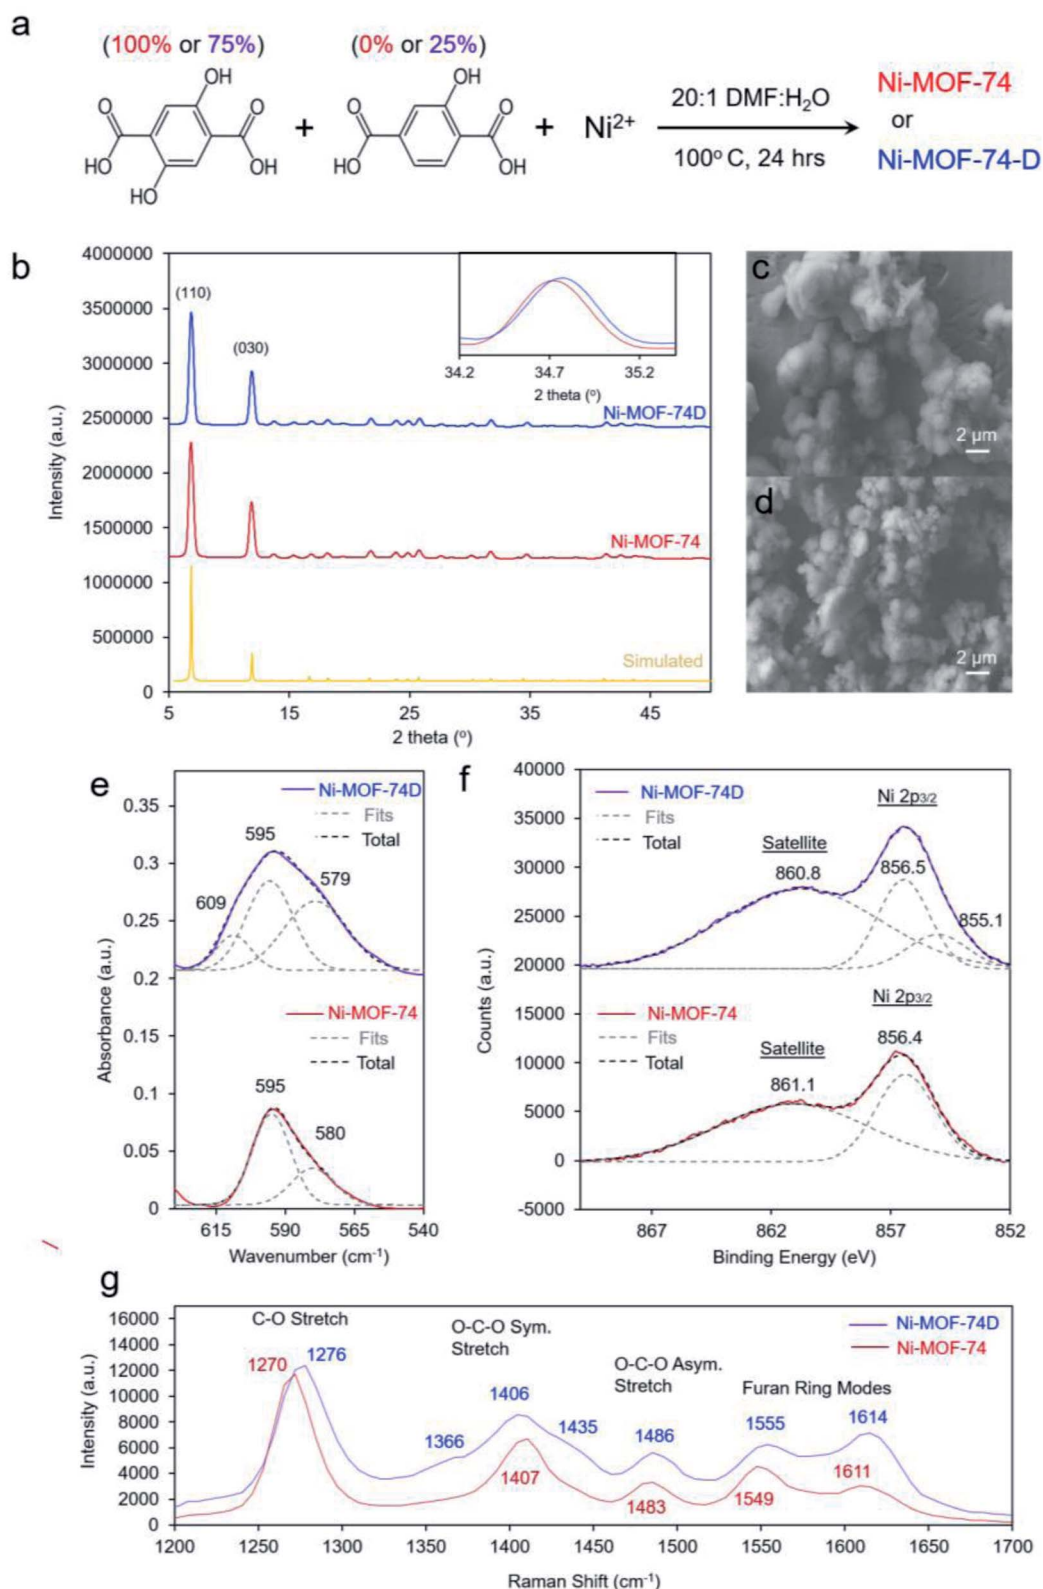 a
(100% or 75%)
(0% or 25%)
OH
O
O
HO
OH
HO
+
OH
O
O
HO
OH
+
Ni²⁺
20:1 DMF:H₂O
100° C, 24 hrs
Ni-MOF-74
or
Ni-MOF-74-D
b
Intensity (a.u.)
4000000
3500000
3000000
2500000
2000000
1500000
1000000
500000
0
(110)
(030)
34.2
34.7
35.2
2 theta (°)
Ni-MOF-74D
Ni-MOF-74
Simulated
5
15
25
35
45
2 theta (°)
c
2 µm
d
2 µm
e
Absorbance (a.u.)
0.35
0.3
0.25
0.2
0.15
0.1
0.05
0
Ni-MOF-74D
Fits
Total
595
609
579
Ni-MOF-74
Fits
Total
595
580
615
590
565
540
Wavenumber (cm⁻¹)
f
Counts (a.u.)
40000
35000
30000
25000
20000
15000
10000
5000
0
-5000
Ni-MOF-74D
Fits
Total
Satellite
860.8
Ni 2p3/2
856.5
855.1
Ni-MOF-74
Fits
Total
Satellite
861.1
Ni 2p3/2
856.4
867
862
857
852
Binding Energy (eV)
g
Intensity (a.u.)
16000
14000
12000
10000
8000
6000
4000
2000
0
C-O Stretch
1270
1276
O-C-O Sym.
Stretch
1406
1366
1435
1407
O-C-O Asym.
Stretch
1486
1483
Furan Ring Modes
1555
1614
1549
1611
Ni-MOF-74D
Ni-MOF-74
1200
1250
1300
1350
1400
1450
1500
1550
1600
1650
1700
Raman Shift (cm⁻¹)